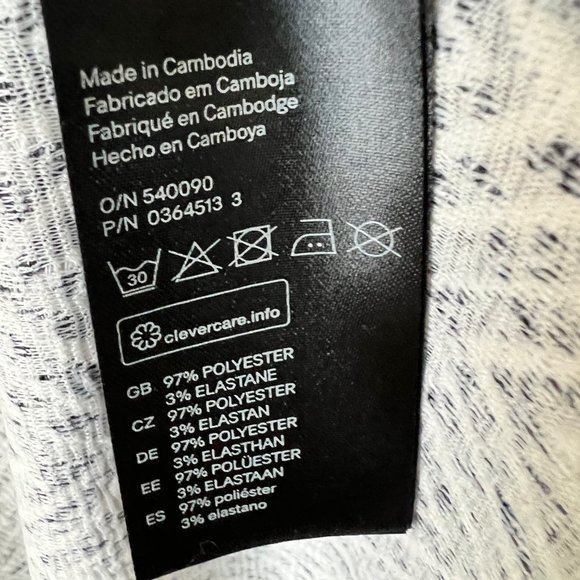 Made in Cambodia
Fabricado em Camboja
Fabriqué en Cambodge
Hecho en Camboya
O/N 540090
P/N 0364513 3
30
clevercare.info
GB 97% POLYESTER
3% ELASTANE
CZ 97% POLYESTER
3% ELASTAN
DE 97% POLYESTER
3% ELASTHAN
EE 97% POLÜESTER
3% ELASTAAN
ES 97% poliéster
3% elastano